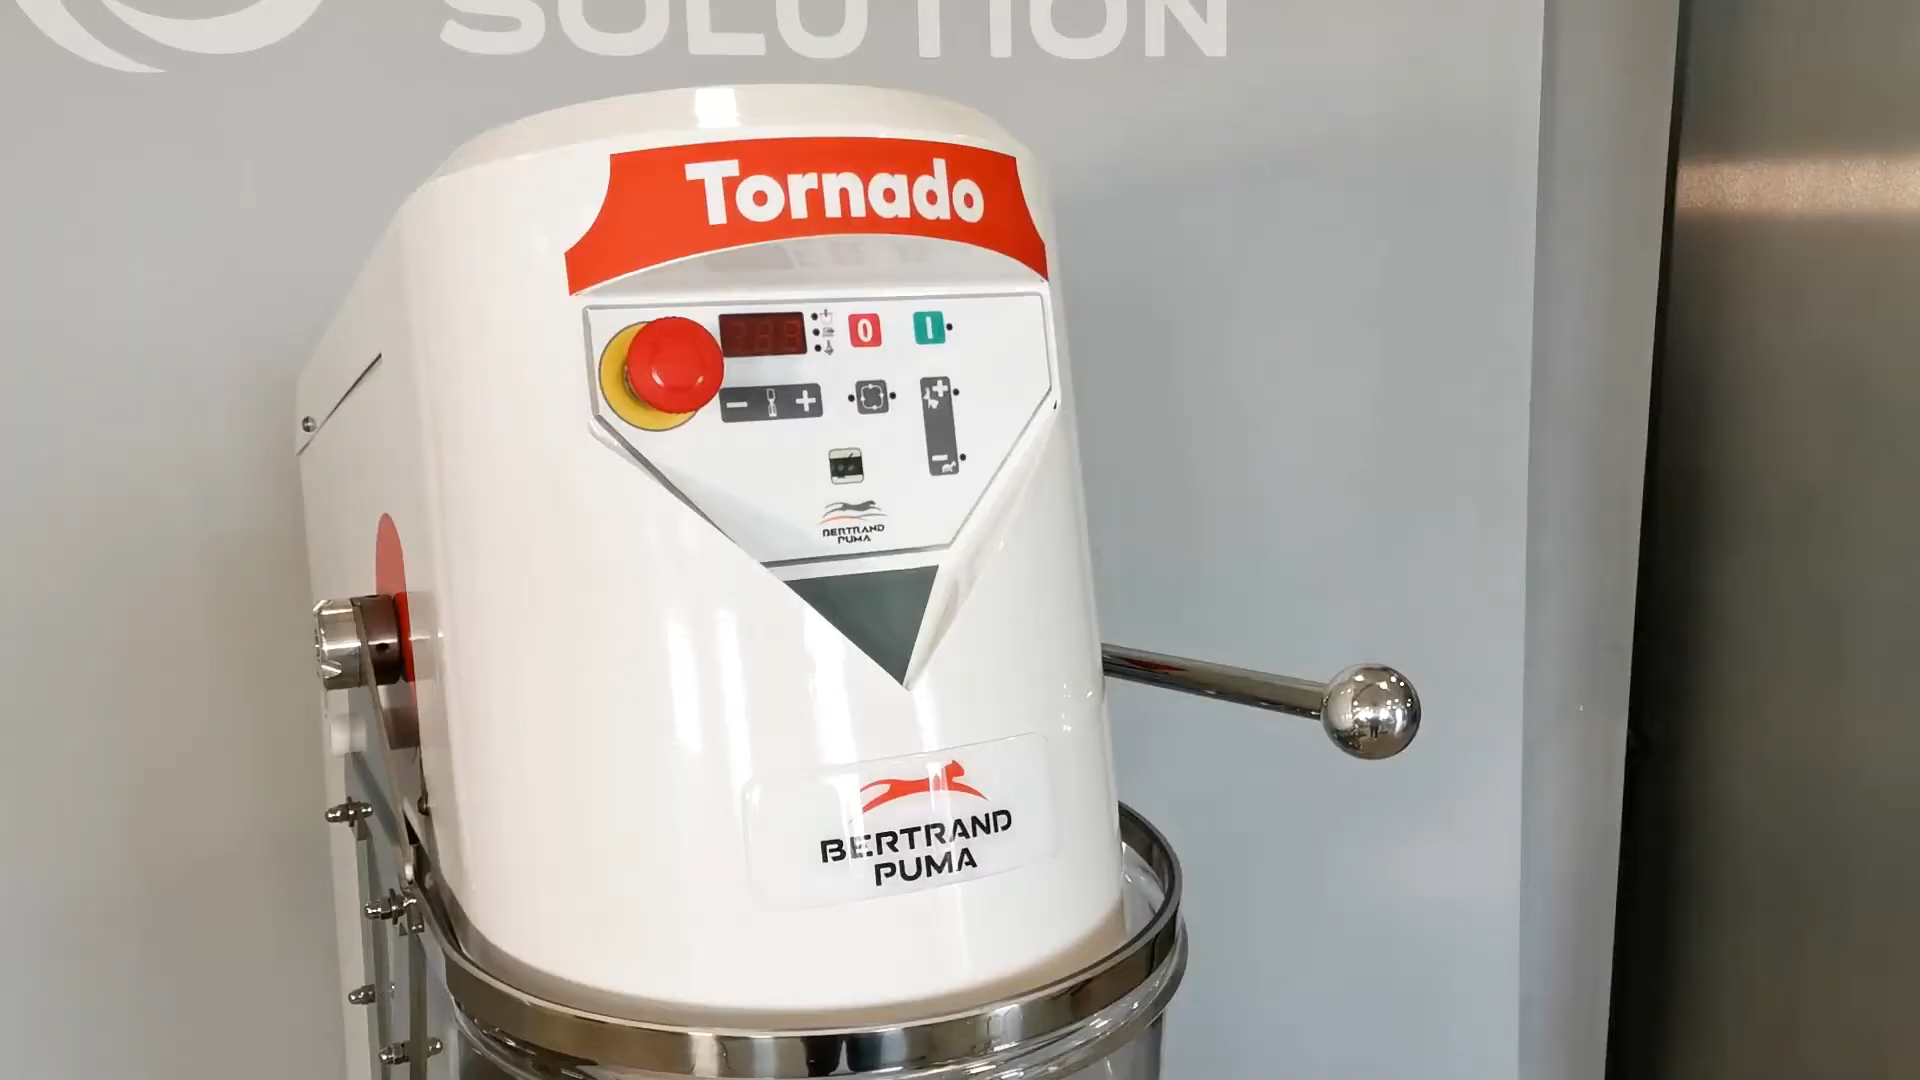 SOLUTION
Tornado
0 I
- +
+
-
BERTRAND
PUMA
BERTRAND
PUMA